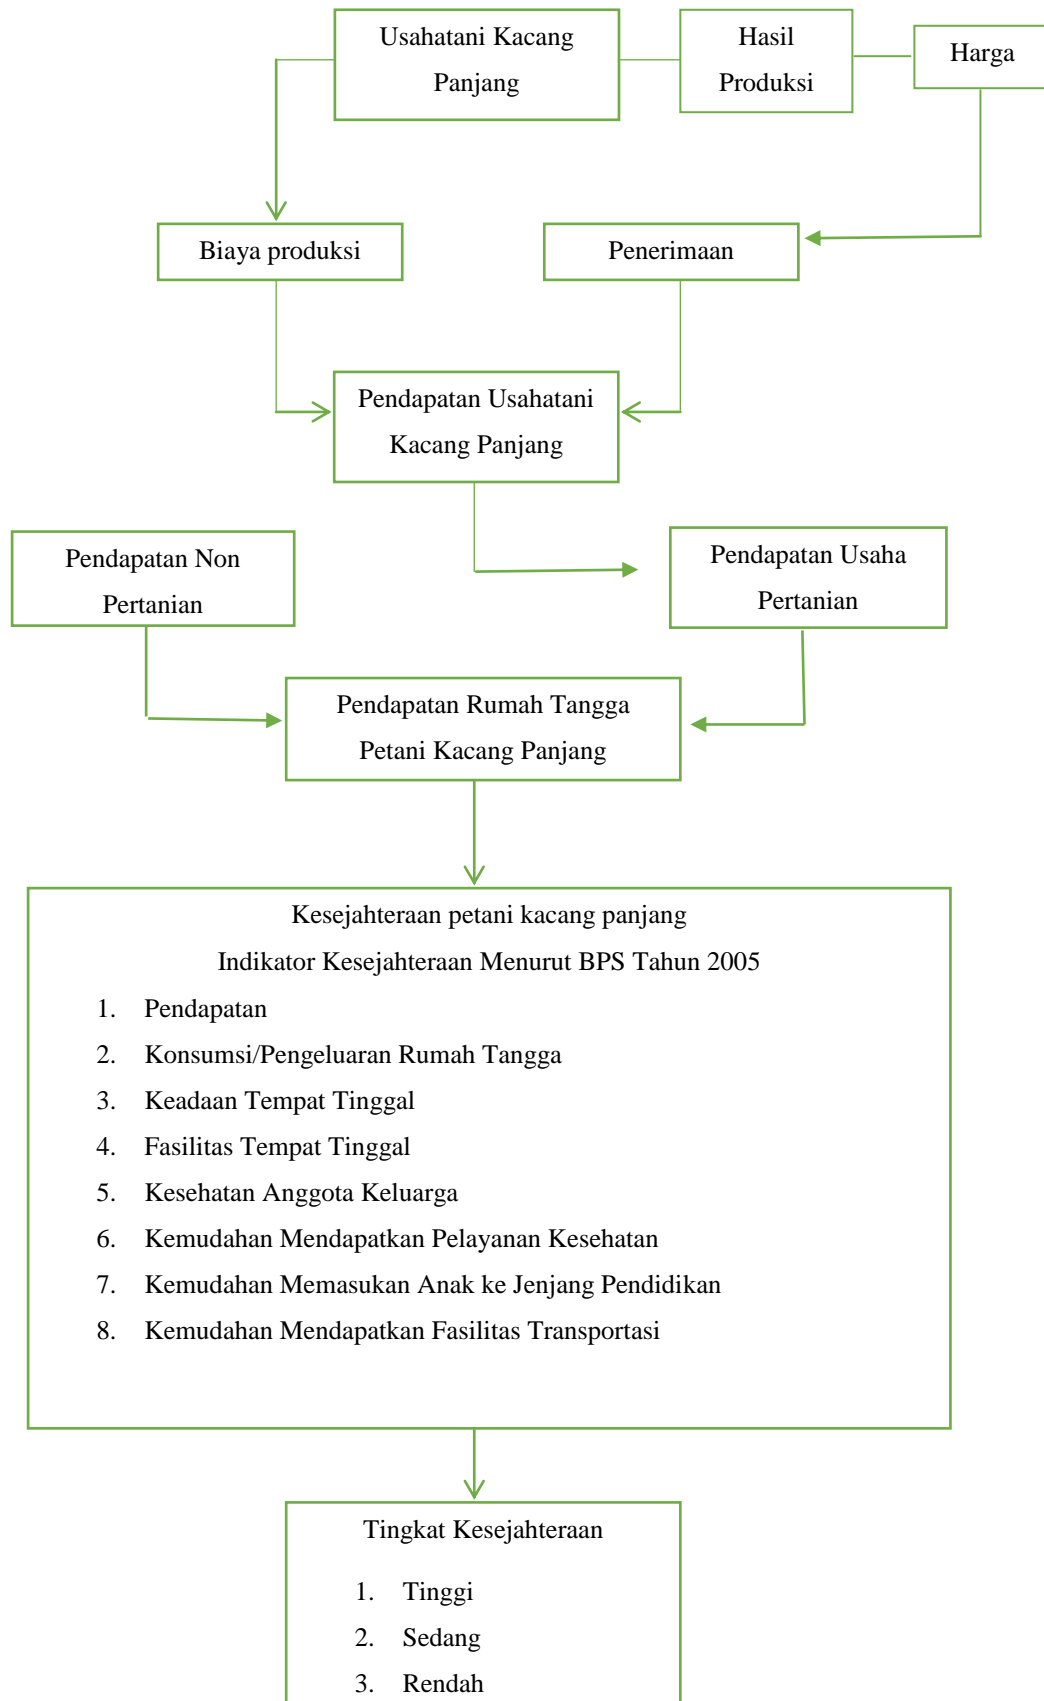 Usahatani Kacang
Panjang
Hasil
Produksi
Harga
Biaya produksi
Penerimaan
Pendapatan Usahatani
Kacang Panjang
Pendapatan Non
Pertanian
Pendapatan Usaha
Pertanian
Pendapatan Rumah Tangga
Petani Kacang Panjang
Kesejahteraan petani kacang panjang
Indikator Kesejahteraan Menurut BPS Tahun 2005
1. Pendapatan
2. Konsumsi/Pengeluaran Rumah Tangga
3. Keadaan Tempat Tinggal
4. Fasilitas Tempat Tinggal
5. Kesehatan Anggota Keluarga
6. Kemudahan Mendapatkan Pelayanan Kesehatan
7. Kemudahan Memasukan Anak ke Jenjang Pendidikan
8. Kemudahan Mendapatkan Fasilitas Transportasi
Tingkat Kesejahteraan
1. Tinggi
2. Sedang
3. Rendah